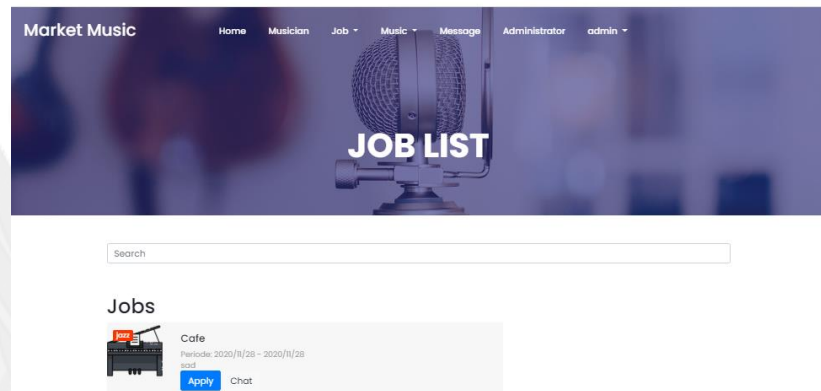 Market Music
Home Musician Job Music Message Administrator admin
JOB LIST
Search
Jobs
jazz
Cafe
Periode: 2020/11/28 - 2020/11/28
sad
Apply Chat